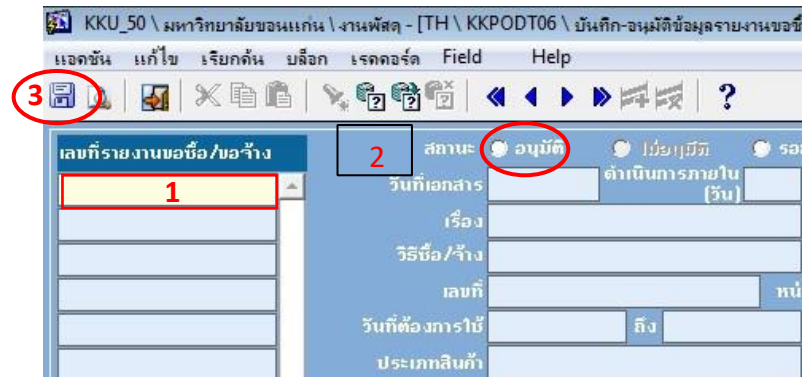 KKU_50 \ มหาวิทยาลัยขอนแก่น \ งานพัสดุ - [TH \ KKPODT06 \ บันทึก-อนุมัติข้อมูลรายงานขอซื้
แอคชัน แก้ไข เรียกค้น บล็อก เรคคอร์ด Field Help
3
เลขที่รายงานขอซื้อ/ขอจ้าง
1
2
สถานะ อนุมัติ ไม่อนุมัติ รอ
วันที่เอกสาร ดำเนินการภายใน (วัน)
เรื่อง
วิธีซื้อ/จ้าง
เลขที่ หน่
วันที่ต้องการใช้ ถึง
ประเภทสินค้า